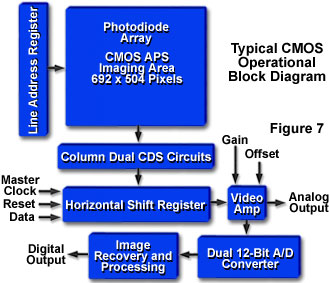 Line Address Register
Photodiode
Array
CMOS APS
Imaging Area
692 x 504 Pixels
Typical CMOS
Operational
Block Diagram
Figure 7
Column Dual CDS Circuits
Gain
Offset
Master
Clock
Reset
Data
Horizontal Shift Register
Video
Amp
Analog
Output
Digital
Output
Image
Recovery and
Processing
Dual 12-Bit A/D
Converter